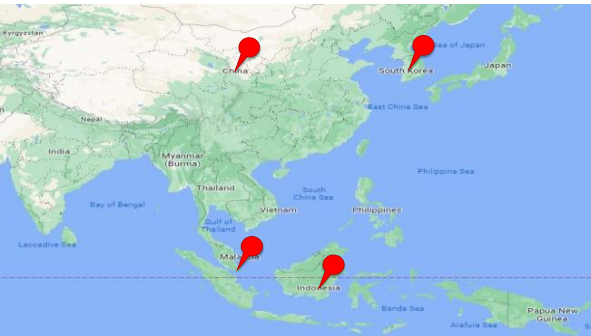 Kyrgyzstan
Sea of Japan
China
South Korea
Japan
East China Sea
Nepal
India
Myanmar
(Burma)
Philippine Sea
Thailand
South
China Sea
Bay of Bengal
Vietnam
Philippines
Gulf of
Thailand
Laccadive Sea
Indonesia
Banda Sea
Papua New
Guinea
Arafura Sea